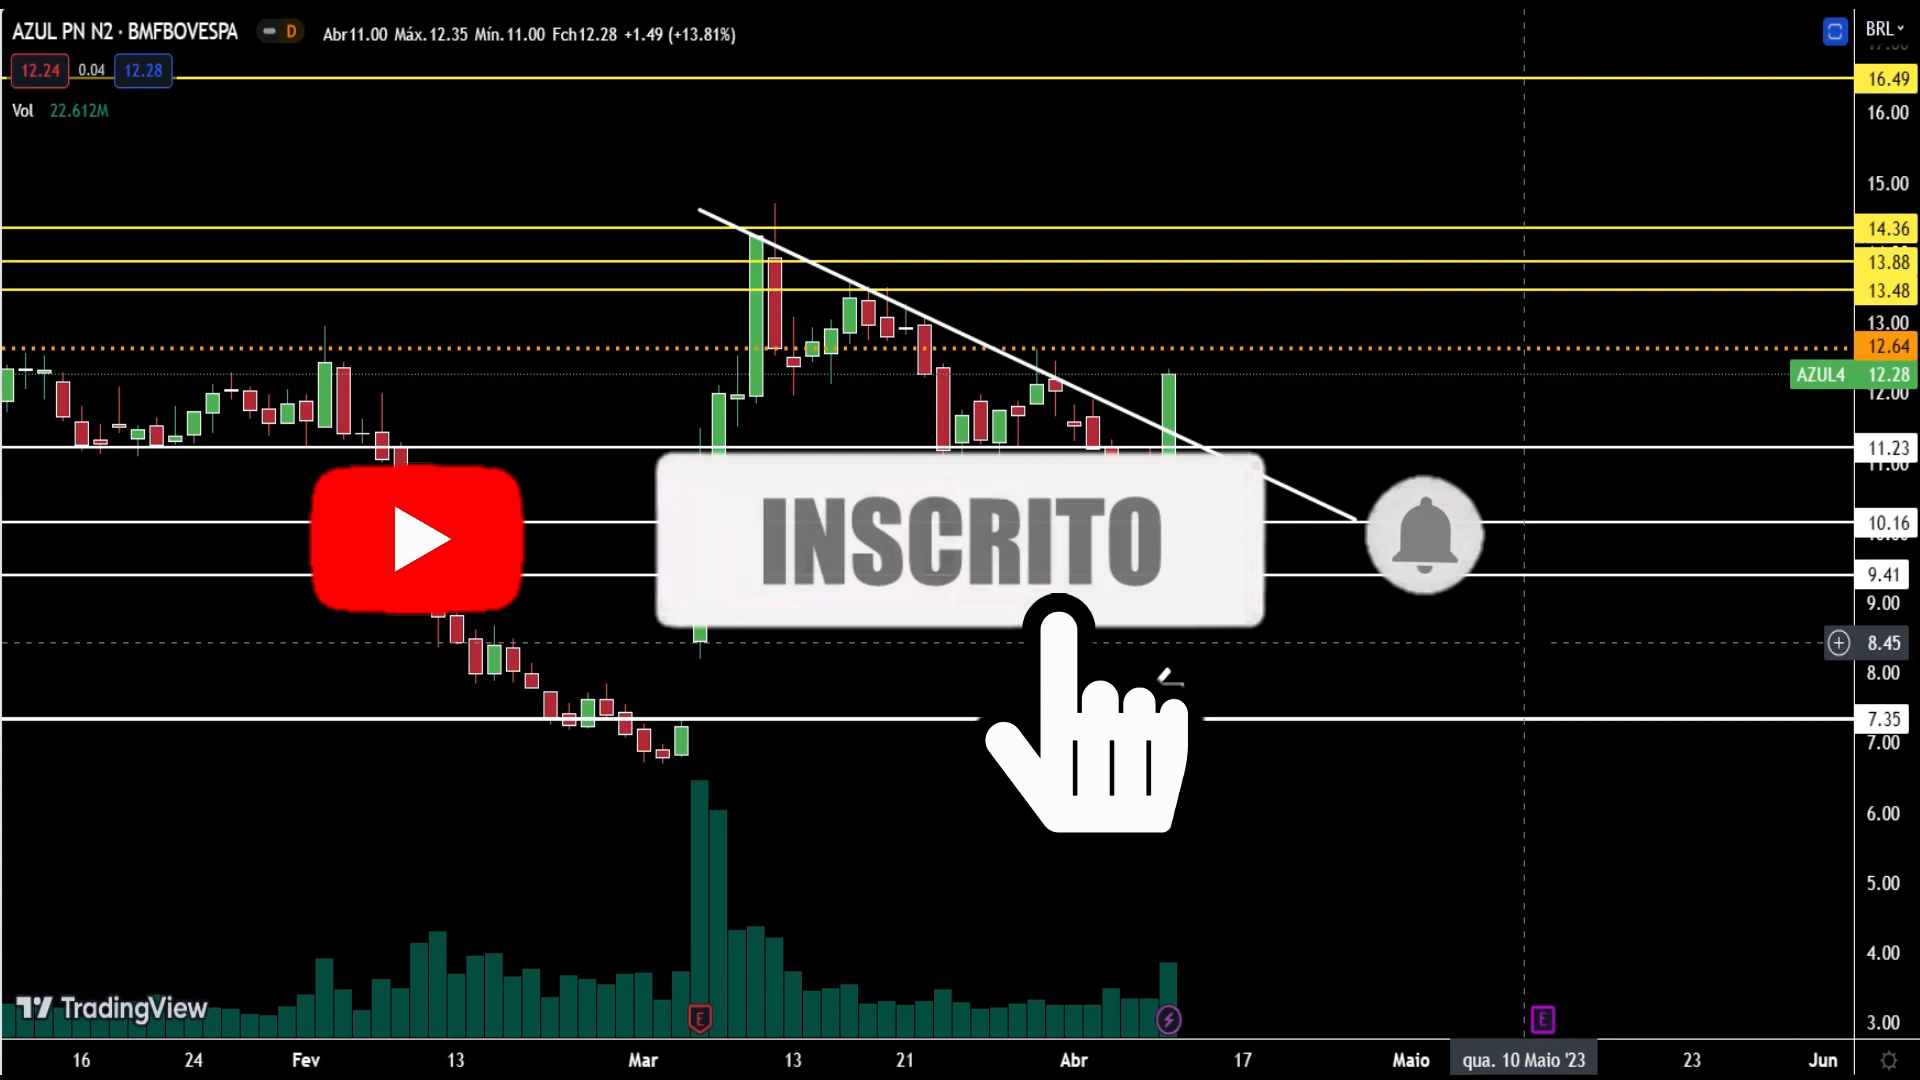 AZUL PN N2 · BMFBOVESPA D Abr11.00 Máx.12.35 Mín.11.00 Fch12.28 +1.49 (+13.81%) BRL
12.24 0.04 12.28
16.49
Vol 22.612M
16.00
15.00
14.36
13.88
13.48
13.00
12.64
AZUL4 12.28
12.00
11.23
11.00
INSCRITO
10.16
9.41
9.00
8.45
8.00
7.35
7.00
6.00
5.00
4.00
TradingView
E E
3.00
16 24 Fev 13 Mar 13 21 Abr 17 Maio qua. 10 Maio '23 23 Jun